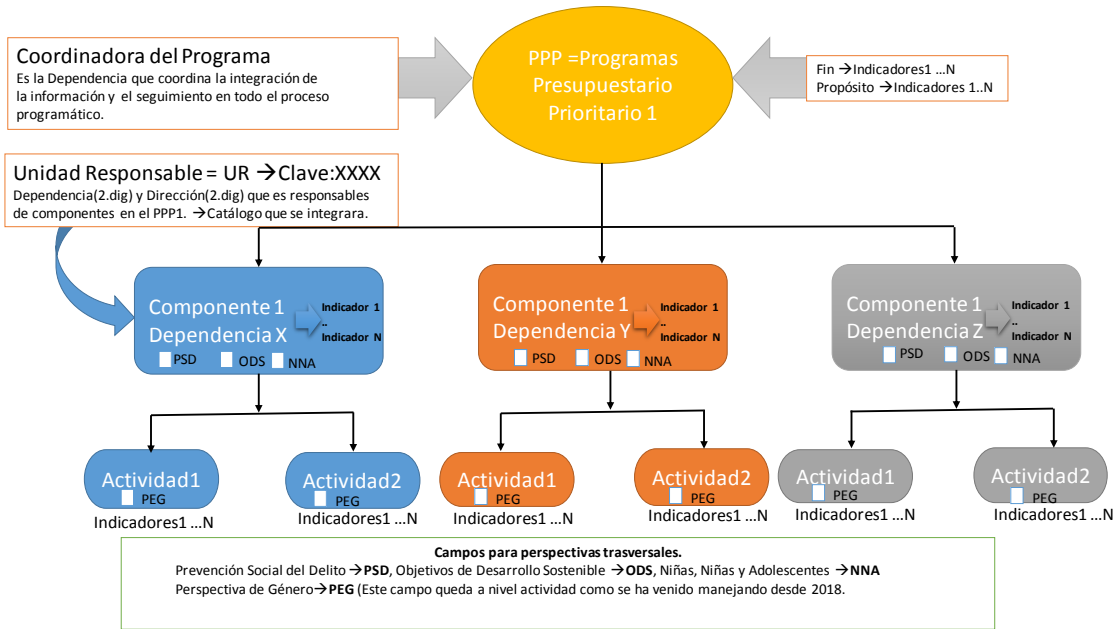 Coordinadora del Programa
Es la Dependencia que coordina la integración de
la información y el seguimiento en todo el proceso
programático.
PPP =Programas
Presupuestario
Prioritario 1
Fin →Indicadores1 ...N
Propósito →Indicadores 1..N
Unidad Responsable = UR →Clave:XXXX
Dependencia(2.dig) y Dirección(2.dig) que es responsables
de componentes en el PPP1. →Catálogo que se integrara.
Componente 1
Dependencia X
Indicador 1
..
Indicador N
PSD ODS NNA
Componente 1
Dependencia Y
Indicador 1
..
Indicador N
PSD ODS NNA
Componente 1
Dependencia Z
Indicador 1
..
Indicador N
PSD ODS NNA
Actividad1
PEG
Indicadores1 ...N
Actividad2
PEG
Indicadores1 ...N
Actividad1
PEG
Indicadores1 ...N
Actividad2
PEG
Indicadores1 ...N
Actividad1
PEG
Indicadores1 ...N
Actividad2
PEG
Indicadores1 ...N
Campos para perspectivas trasversales.
Prevención Social del Delito →PSD, Objetivos de Desarrollo Sostenible →ODS, Niñas, Niñas y Adolescentes →NNA
Perspectiva de Género→PEG (Este campo queda a nivel actividad como se ha venido manejando desde 2018.